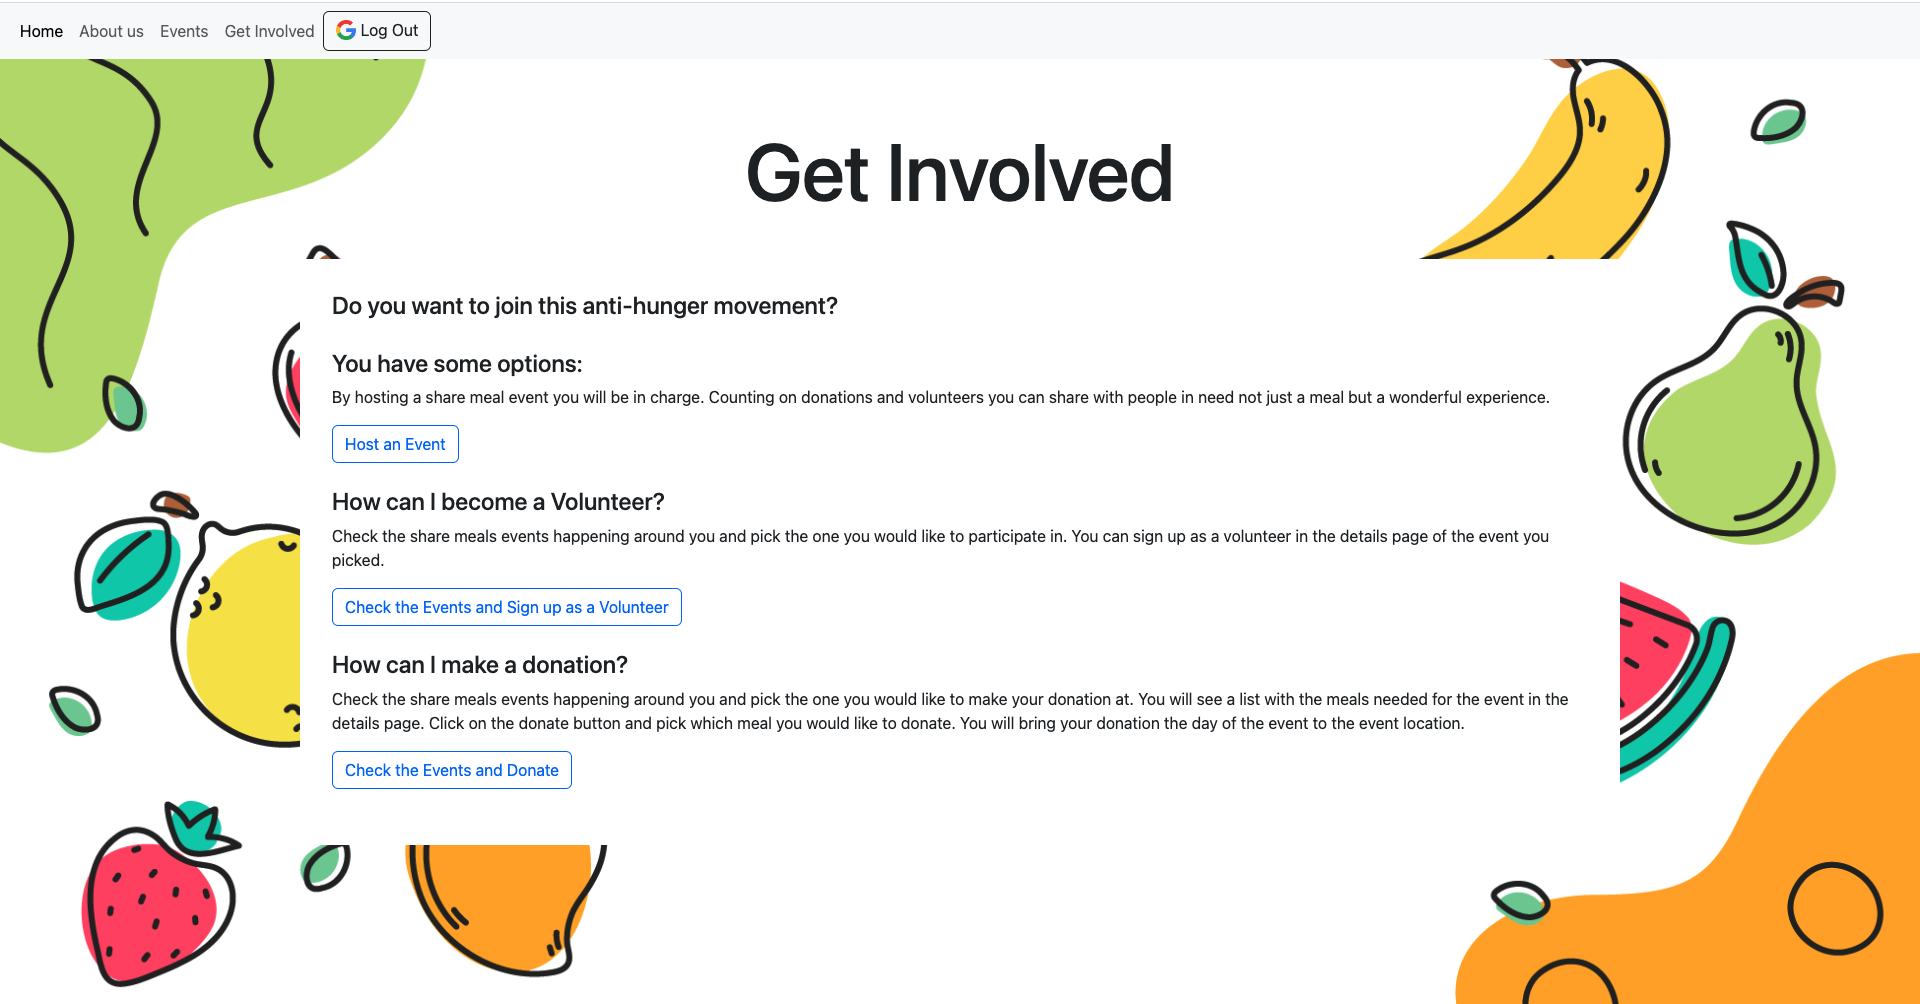 Home About us Events Get Involved Log Out
Get Involved
Do you want to join this anti-hunger movement?
You have some options:
By hosting a share meal event you will be in charge. Counting on donations and volunteers you can share with people in need not just a meal but a wonderful experience.
Host an Event
How can I become a Volunteer?
Check the share meals events happening around you and pick the one you would like to participate in. You can sign up as a volunteer in the details page of the event you
picked.
Check the Events and Sign up as a Volunteer
How can I make a donation?
Check the share meals events happening around you and pick the one you would like to make your donation at. You will see a list with the meals needed for the event in the
details page. Click on the donate button and pick which meal you would like to donate. You will bring your donation the day of the event to the event location.
Check the Events and Donate